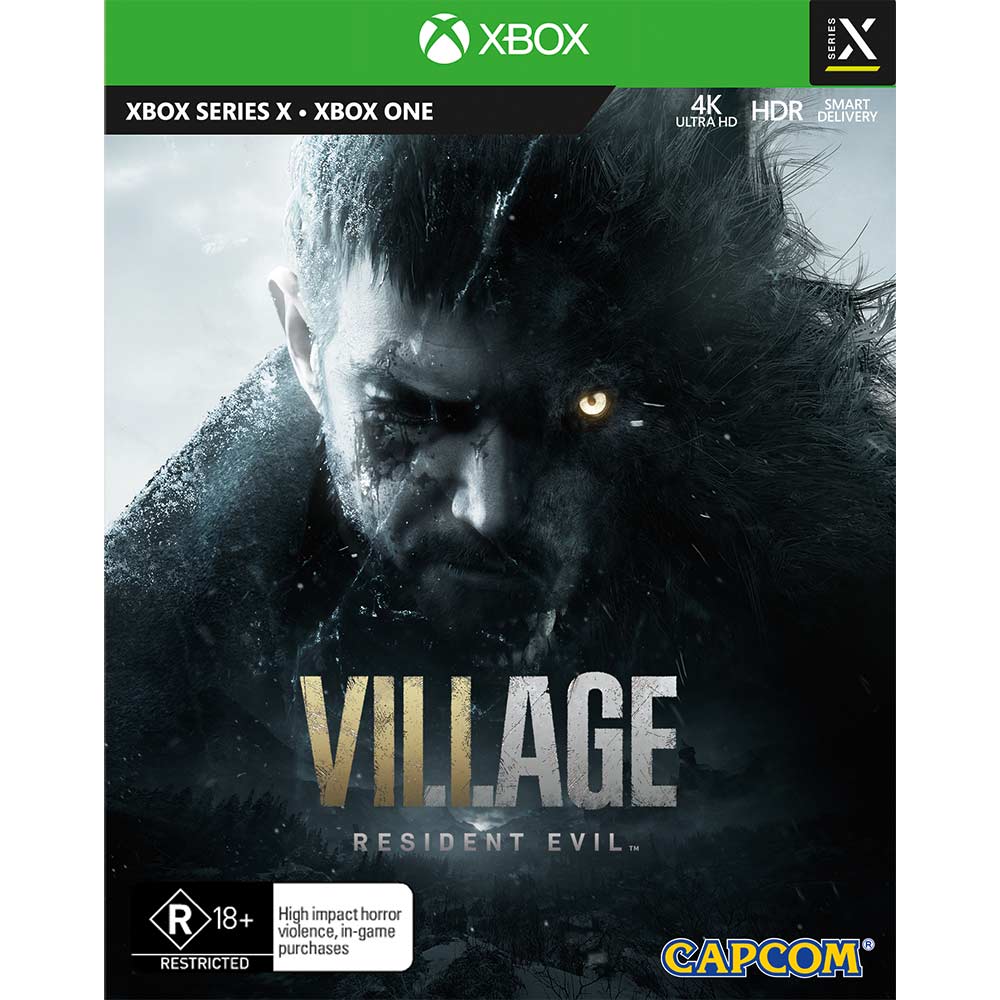 XBOX
SERIES X
XBOX SERIES X • XBOX ONE
4K
ULTRA HD
HDR
SMART
DELIVERY
VILLAGE
RESIDENT EVIL™
R 18+
RESTRICTED
High impact horror
violence, in-game
purchases
CAPCOM®